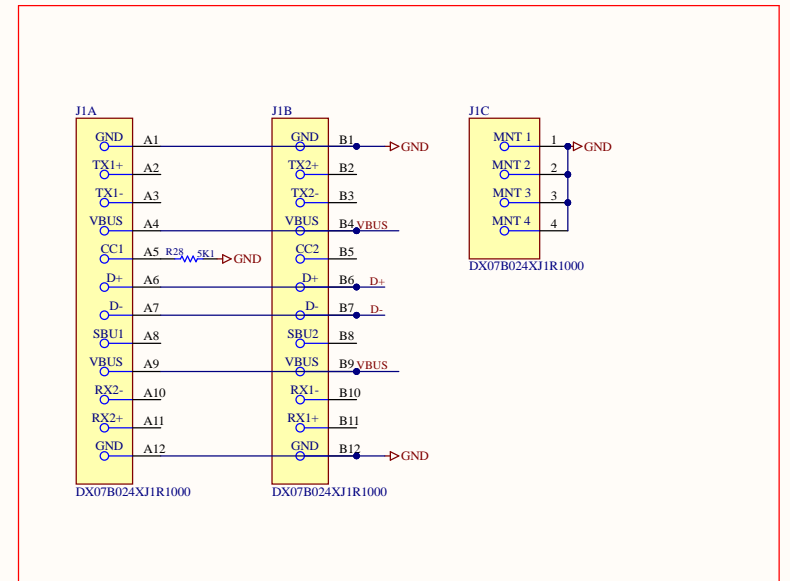 J1A J1B J1C
GND A1 GND B1 GND MNT 1 1 GND
TX1+ A2 TX2+ B2 MNT 2 2
TX1- A3 TX2- B3 MNT 3 3
VBUS A4 VBUS B4 VBUS MNT 4 4
CC1 A5 R28 5K1 GND CC2 B5
DX07B024XJ1R1000
D+ A6 D+ B6 D+
D- A7 D- B7 D-
SBU1 A8 SBU2 B8
VBUS A9 VBUS B9 VBUS
RX2- A10 RX1- B10
RX2+ A11 RX1+ B11
GND A12 GND B12 GND
DX07B024XJ1R1000 DX07B024XJ1R1000